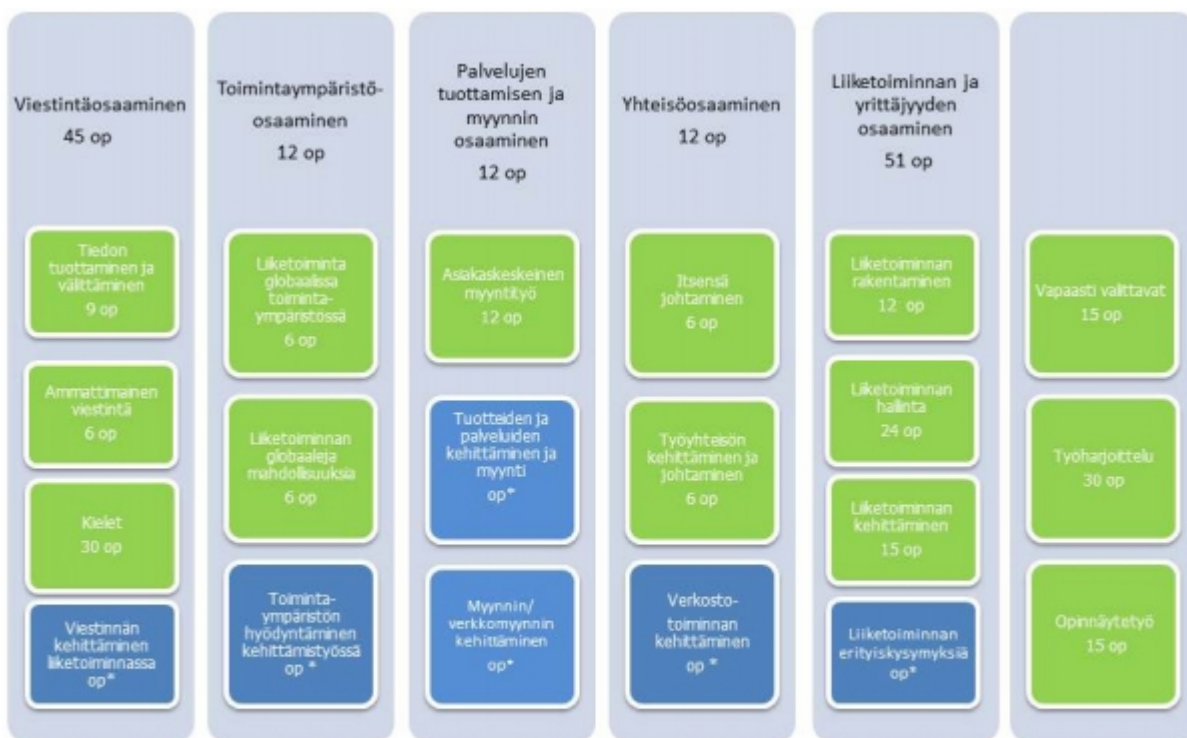 Viestintäosaaminen
45 op
Tiedon
tuottaminen ja
välittäminen
9 op
Ammattimainen
viestintä
6 op
Kielet
30 op
Viestinnän
kehittäminen
liiketoiminnassa
op*
Toimintaympäristö-
osaaminen
12 op
Liiketoiminta
globaalissa
toiminta-
ympäristössä
6 op
Liiketoiminnan
globaaleja
mahdollisuuksia
6 op
Toiminta-
ympäristön
hyödyntäminen
kehittämistyössä
op *
Palvelujen
tuottamisen ja
myynnin
osaaminen
12 op
Asiakaskeskeinen
myyntityö
12 op
Tuotteiden ja
palveluiden
kehittäminen ja
myynti
op*
Myynnin/
verkkomyynnin
kehittäminen
op*
Yhteisöosaaminen
12 op
Itsensä
johtaminen
6 op
Työyhteisön
kehittäminen ja
johtaminen
6 op
Verkosto-
toiminnan
kehittäminen
op *
Liiketoiminnan ja
yrittäjyyden
osaaminen
51 op
Liiketoiminnan
rakentaminen
12 op
Liiketoiminnan
hallinta
24 op
Liiketoiminnan
kehittäminen
15 op
Liiketoiminnan
erityiskysymyksiä
op*
Vapaasti valittavat
15 op
Työharjoittelu
30 op
Opinnäytetyö
15 op